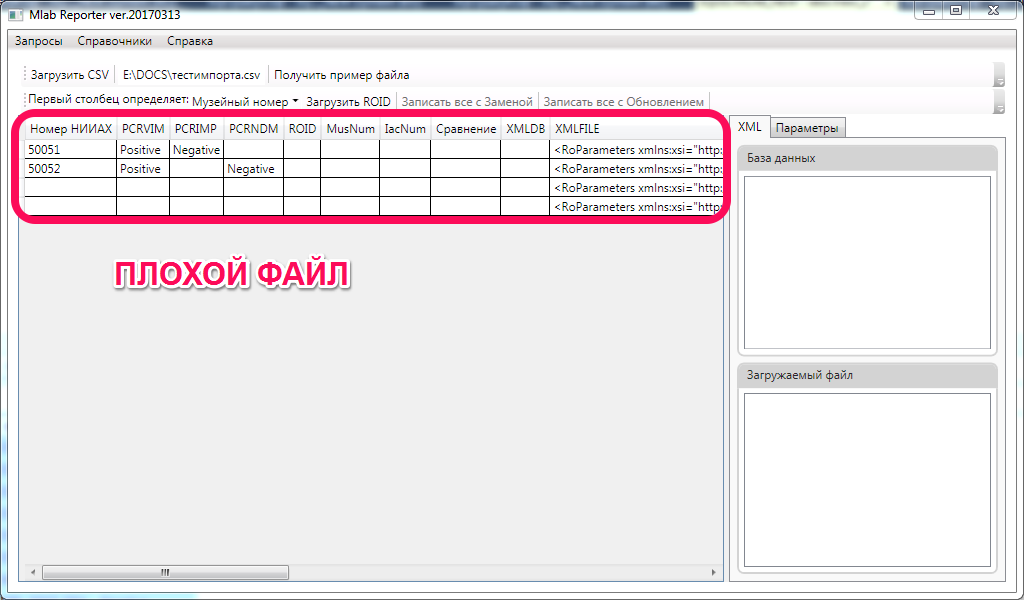 Mlab Reporter ver.20170313
Запросы Справочники Справка
Загрузить CSV E:\DOCS\тестимпорта.csv Получить пример файла
Первый столбец определяет: Музейный номер Загрузить ROID Записать все с Заменой Записать все с Обновлением
Номер НИИАХ PCRVIM PCRIMP PCRNDM ROID MusNum IacNum Сравнение XMLDB XMLFILE
50051 Positive Negative <RoParameters xmlns:xsi="http:
50052 Positive Negative <RoParameters xmlns:xsi="http:
<RoParameters xmlns:xsi="http:
<RoParameters xmlns:xsi="http:
ПЛОХОЙ ФАЙЛ
XML Параметры
База данных
Загружаемый файл